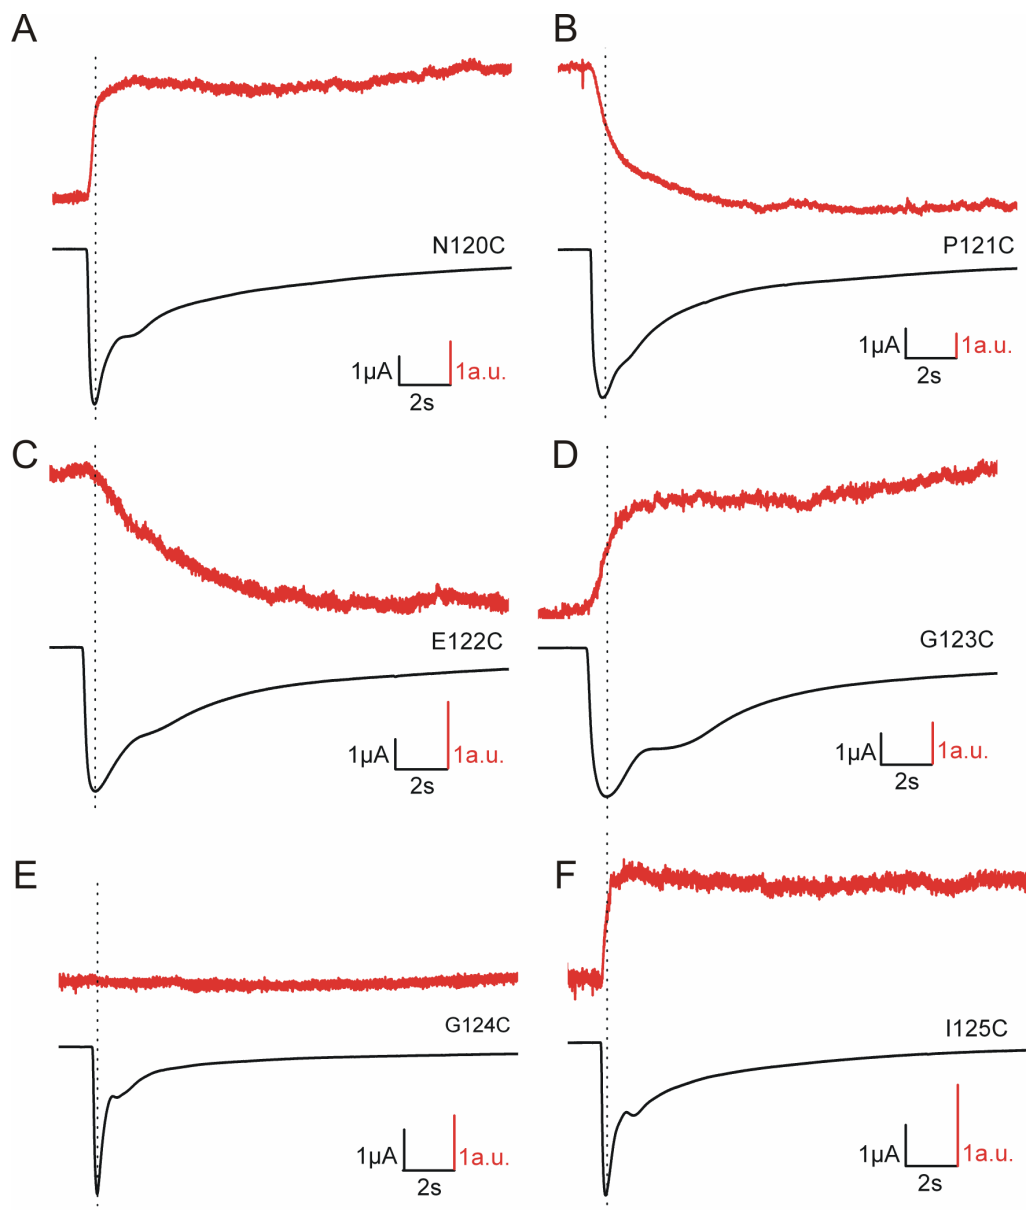 A
B
N120C
P121C
1µA
1a.u.
2s
1µA
1a.u.
2s
C
D
E122C
G123C
1µA
1a.u.
2s
1µA
1a.u.
2s
E
F
G124C
I125C
1µA
1a.u.
2s
1µA
1a.u.
2s